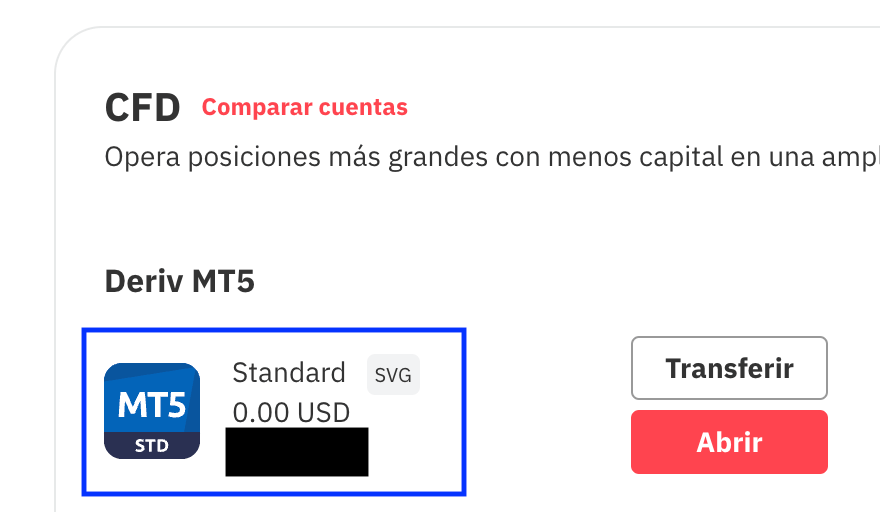 CFD Comparar cuentas
Opera posiciones más grandes con menos capital en una ampl
Deriv MT5
MT5
STD
Standard SVG
0.00 USD
Transferir
Abrir